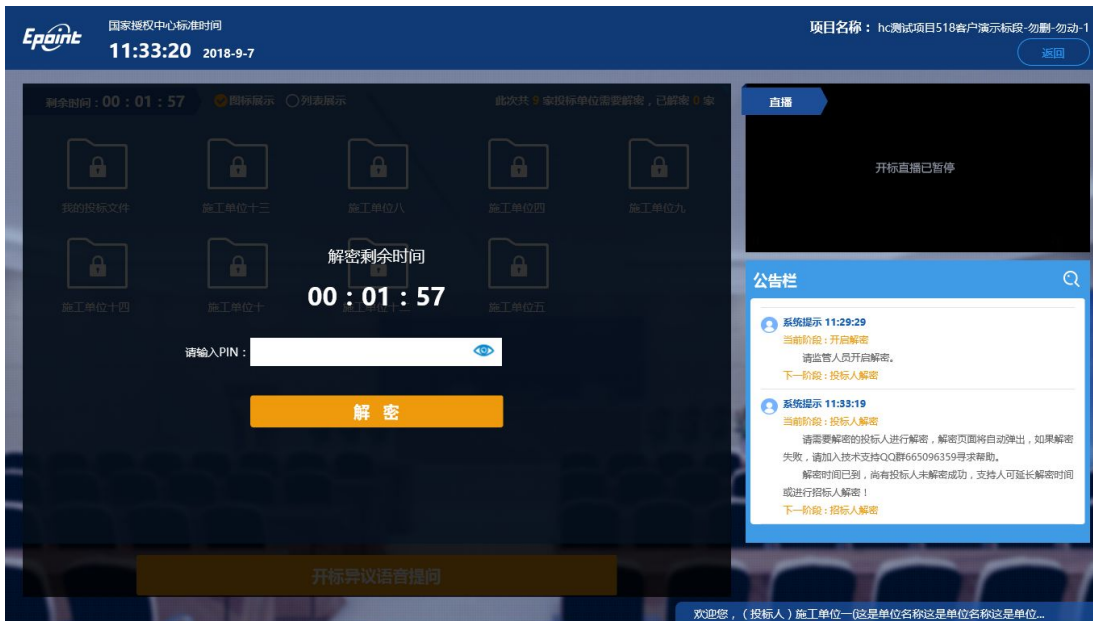 Epoint
国家授权中心标准时间
11:33:20 2018-9-7
项目名称： hc测试项目518客户演示标段-勿删-勿动-1
返回
剩余时间：00：01：57 图标展示 列表展示 此次共 9 家投标单位需要解密，已解密 0 家
我的投标文件 施工单位十三 施工单位八 施工单位四 施工单位九
施工单位十四 施工单位十 施工单位十二 施工单位五
解密剩余时间
00：01：57
请输入PIN：
解 密
开标异议语音提问
直播
开标直播已暂停
公告栏
系统提示 11:29:29
当前阶段：开启解密
请监管人员开启解密。
下一阶段：投标人解密
系统提示 11:33:19
当前阶段：投标人解密
请需要解密的投标人进行解密，解密页面将自动弹出，如果解密
失败，请加入技术支持QQ群665096359寻求帮助。
解密时间已到，尚有投标人未解密成功，支持人可延长解密时间
或进行招标人解密！
下一阶段：招标人解密
欢迎您，（投标人）施工单位一(这是单位名称这是单位名称这是单位...